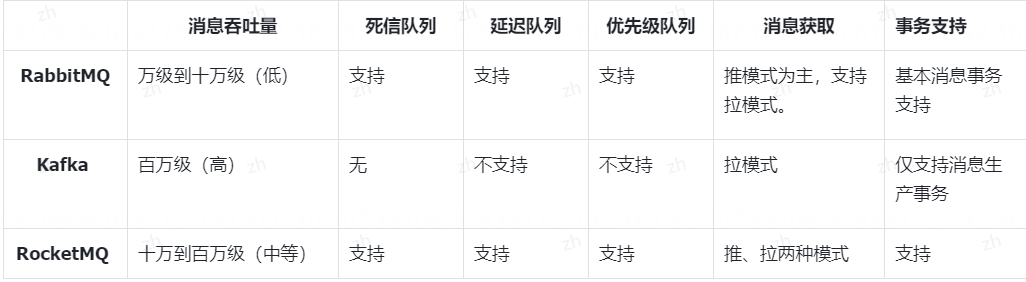 消息吞吐量 死信队列 延迟队列 优先级队列 消息获取 事务支持
RabbitMQ 万级到十万级（低） 支持 支持 支持 推模式为主，支持 基本消息事务
拉模式。 支持
Kafka 百万级（高） 无 不支持 不支持 拉模式 仅支持消息生
产事务
RocketMQ 十万到百万级（中等） 支持 支持 支持 推、拉两种模式 支持